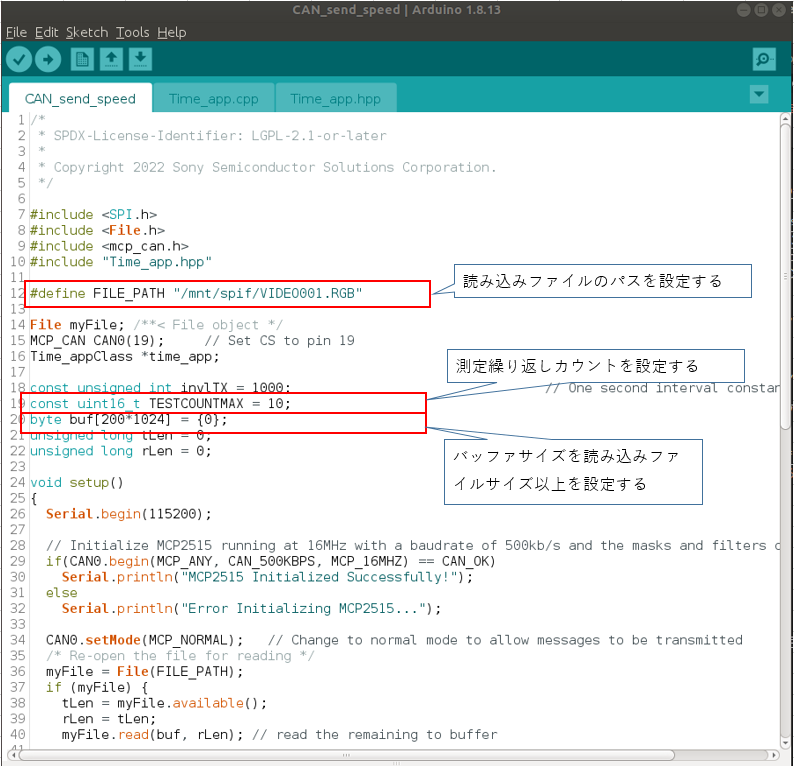 CAN_send_speed | Arduino 1.8.13
File Edit Sketch Tools Help
CAN_send_speed Time_app.cpp Time_app.hpp
1 /*
2 * SPDX-License-Identifier: LGPL-2.1-or-later
3 *
4 * Copyright 2022 Sony Semiconductor Solutions Corporation.
5 */
6
7 #include <SPI.h>
8 #include <File.h>
9 #include <mcp_can.h>
10 #include "Time_app.hpp"
11
12 #define FILE_PATH "/mnt/spif/VIDEO001.RGB"
読み込みファイルのパスを設定する
13
14 File myFile; /**< File object */
15 MCP_CAN CAN0(19); // Set CS to pin 19
16 Time_appClass *time_app;
17
測定繰り返しカウントを設定する
18 const unsigned int invlTX = 1000; // One second interval constan
19 const uint16_t TESTCOUNTMAX = 10;
20 byte buf[200*1024] = {0};
21 unsigned long tLen = 0;
22 unsigned long rLen = 0;
バッファサイズを読み込みファ
イルサイズ以上を設定する
23
24 void setup()
25 {
26 Serial.begin(115200);
27
28 // Initialize MCP2515 running at 16MHz with a baudrate of 500kb/s and the masks and filters d
29 if(CAN0.begin(MCP_ANY, CAN_500KBPS, MCP_16MHZ) == CAN_OK)
30 Serial.println("MCP2515 Initialized Successfully!");
31 else
32 Serial.println("Error Initializing MCP2515...");
33
34 CAN0.setMode(MCP_NORMAL); // Change to normal mode to allow messages to be transmitted
35 /* Re-open the file for reading */
36 myFile = File(FILE_PATH);
37 if (myFile) {
38 tLen = myFile.available();
39 rLen = tLen;
40 myFile.read(buf, rLen); // read the remaining to buffer
41